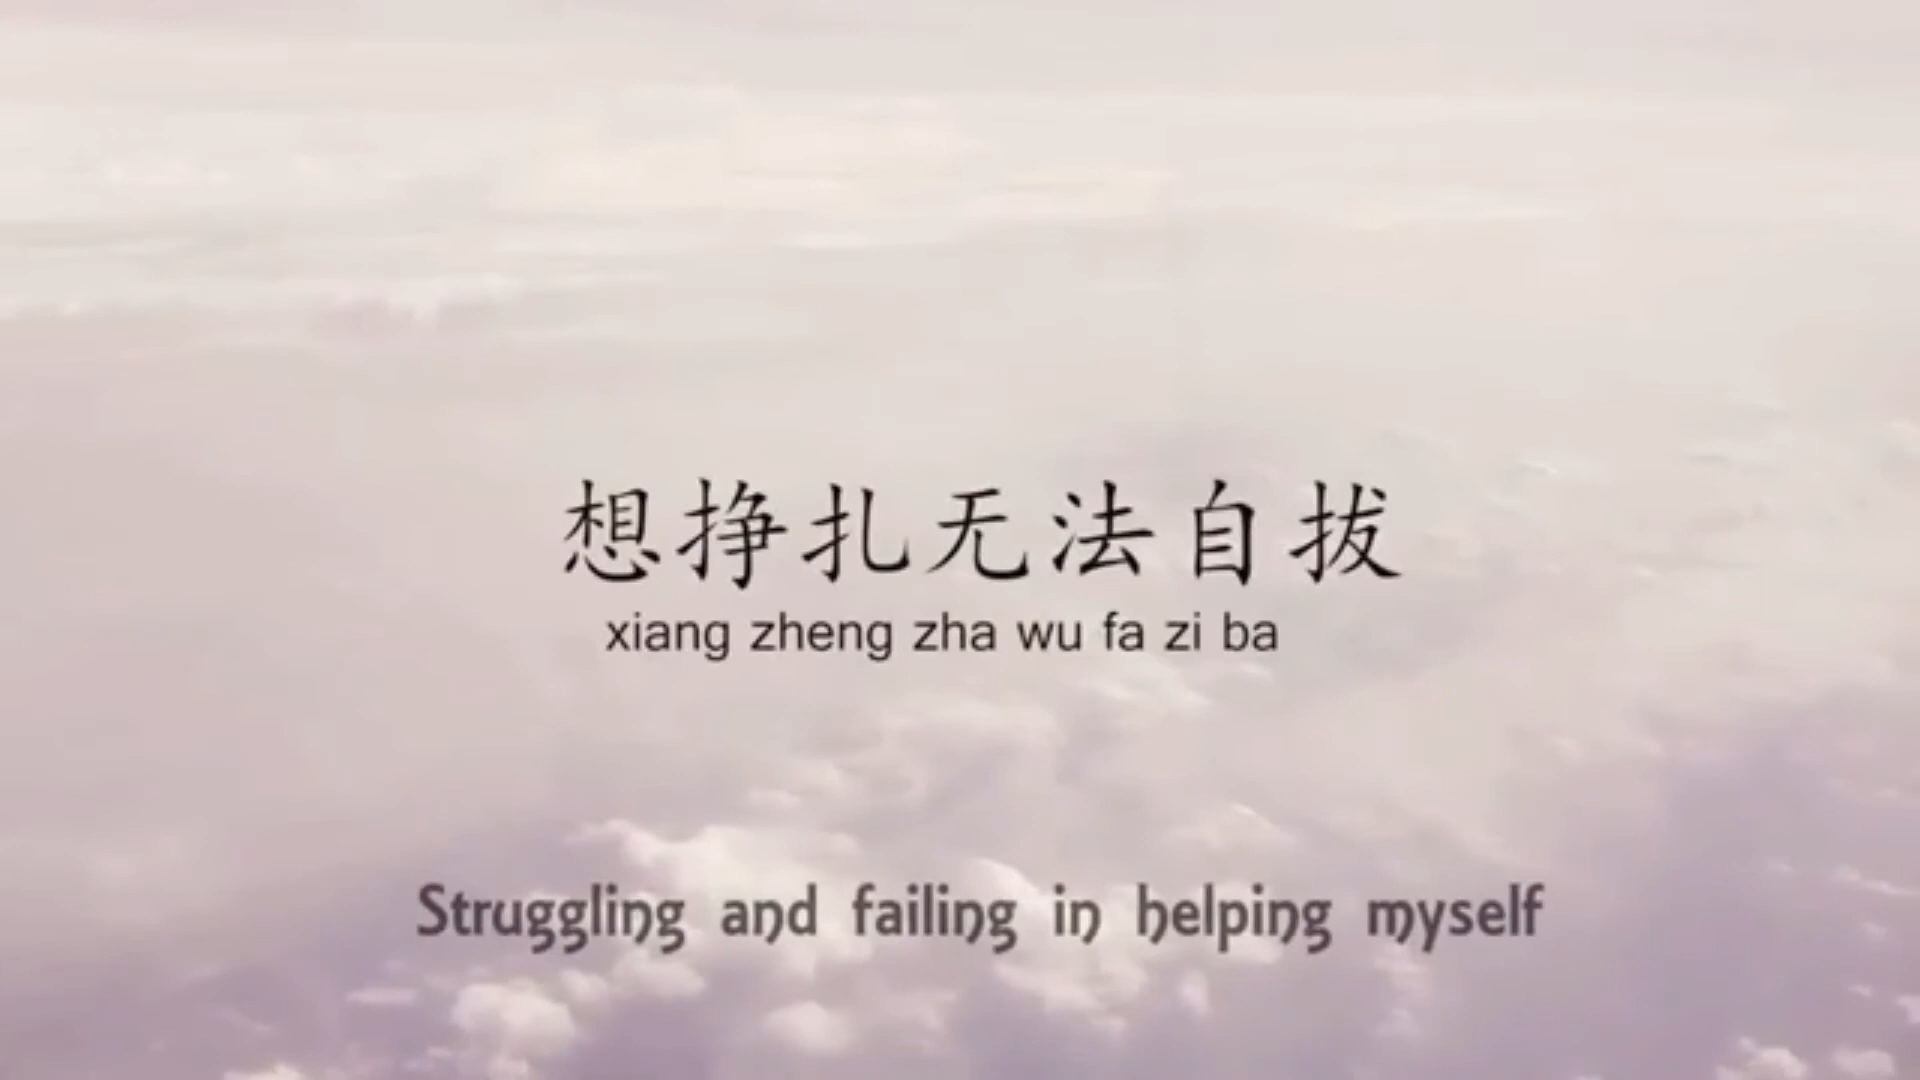 想挣扎无法自拔
xiang zheng zha wu fa zi ba
Struggling and failing in helping myself